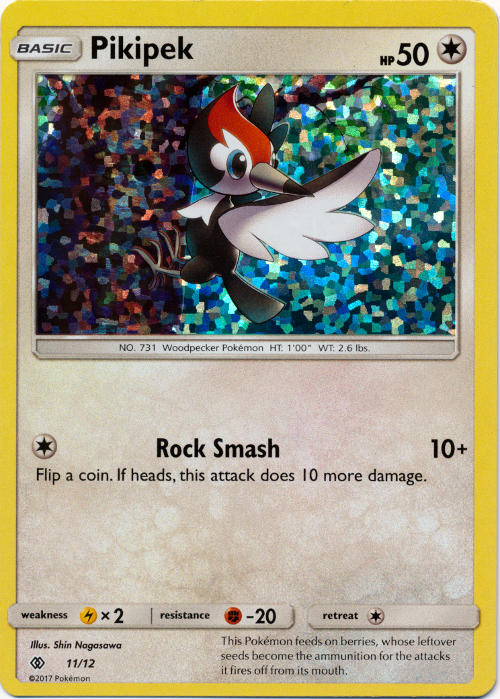 BASIC Pikipek HP 50
NO. 731 Woodpecker Pokémon HT: 1'00" WT: 2.6 lbs.
Rock Smash 10+
Flip a coin. If heads, this attack does 10 more damage.
weakness ×2 resistance -20 retreat
Illus. Shin Nagasawa
11/12
©2017 Pokémon
This Pokémon feeds on berries, whose leftover
seeds become the ammunition for the attacks
it fires off from its mouth.